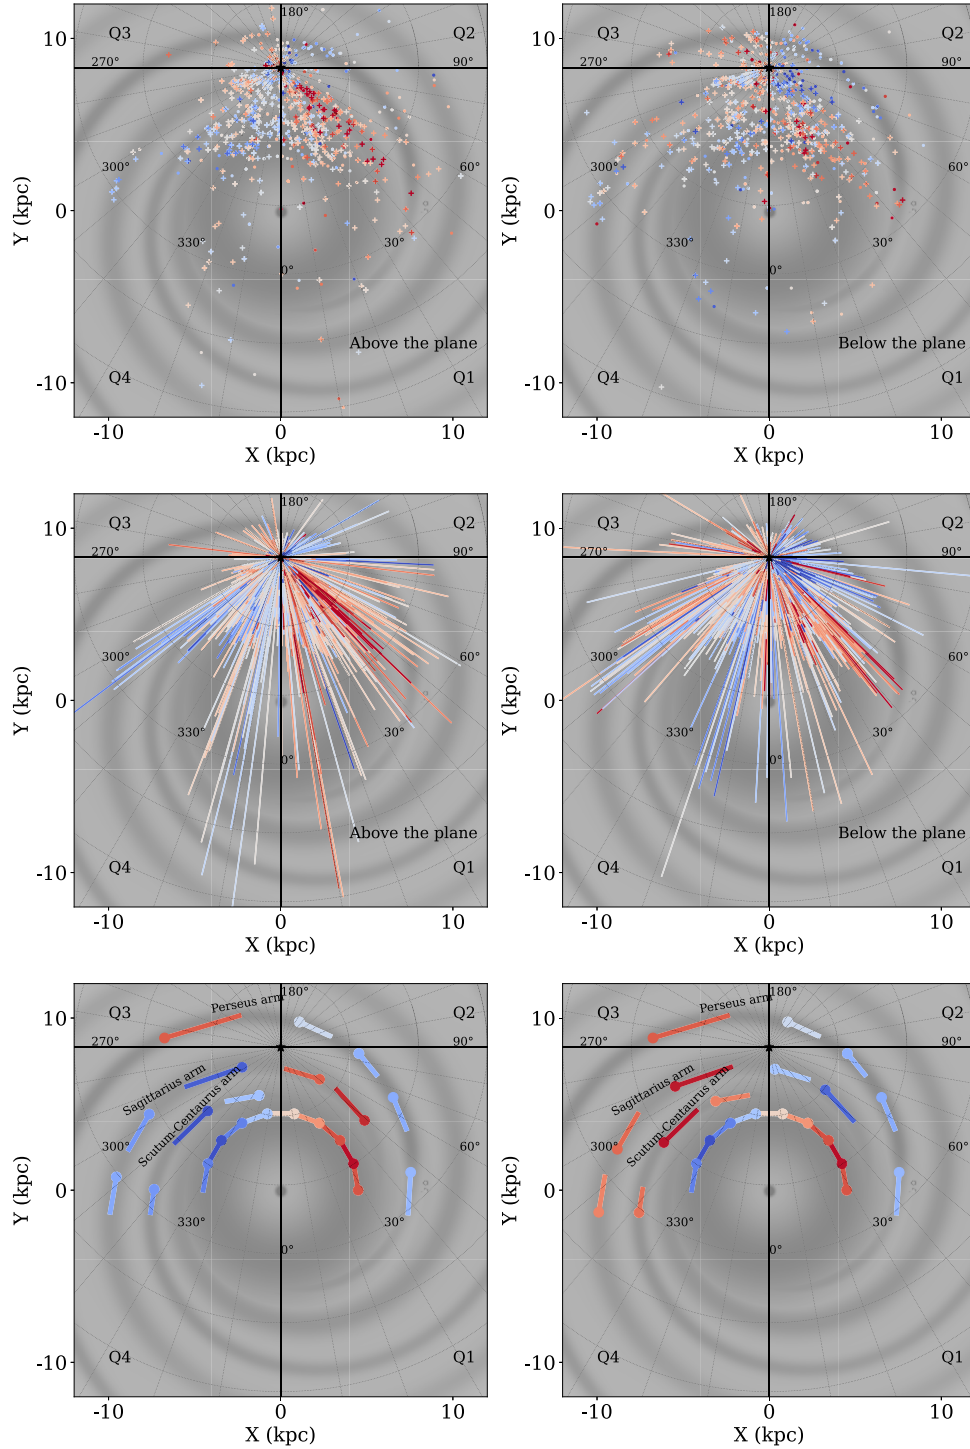 180°
Q3
Q2
10
270°
90°
300°
60°
0
330°
30°
0°
Above the plane
-10
Q4
Q1
-10
0
10
X (kpc)
Y (kpc)
180°
Q3
Q2
10
270°
90°
300°
60°
0
330°
30°
0°
Below the plane
-10
Q4
Q1
-10
0
10
X (kpc)
Y (kpc)
180°
Q3
Q2
10
270°
90°
300°
60°
0
330°
30°
0°
Above the plane
-10
Q4
Q1
-10
0
10
X (kpc)
Y (kpc)
180°
Q3
Q2
10
270°
90°
300°
60°
0
330°
30°
0°
Below the plane
-10
Q4
Q1
-10
0
10
X (kpc)
Y (kpc)
180°
Perseus arm
Q3
Q2
10
270°
90°
Sagittarius arm
Scutum-Centaurus arm
300°
60°
0
330°
30°
0°
-10
Q4
Q1
-10
0
10
X (kpc)
Y (kpc)
180°
Perseus arm
Q3
Q2
10
270°
90°
Sagittarius arm
Scutum-Centaurus arm
300°
60°
0
330°
30°
0°
-10
Q4
Q1
-10
0
10
X (kpc)
Y (kpc)